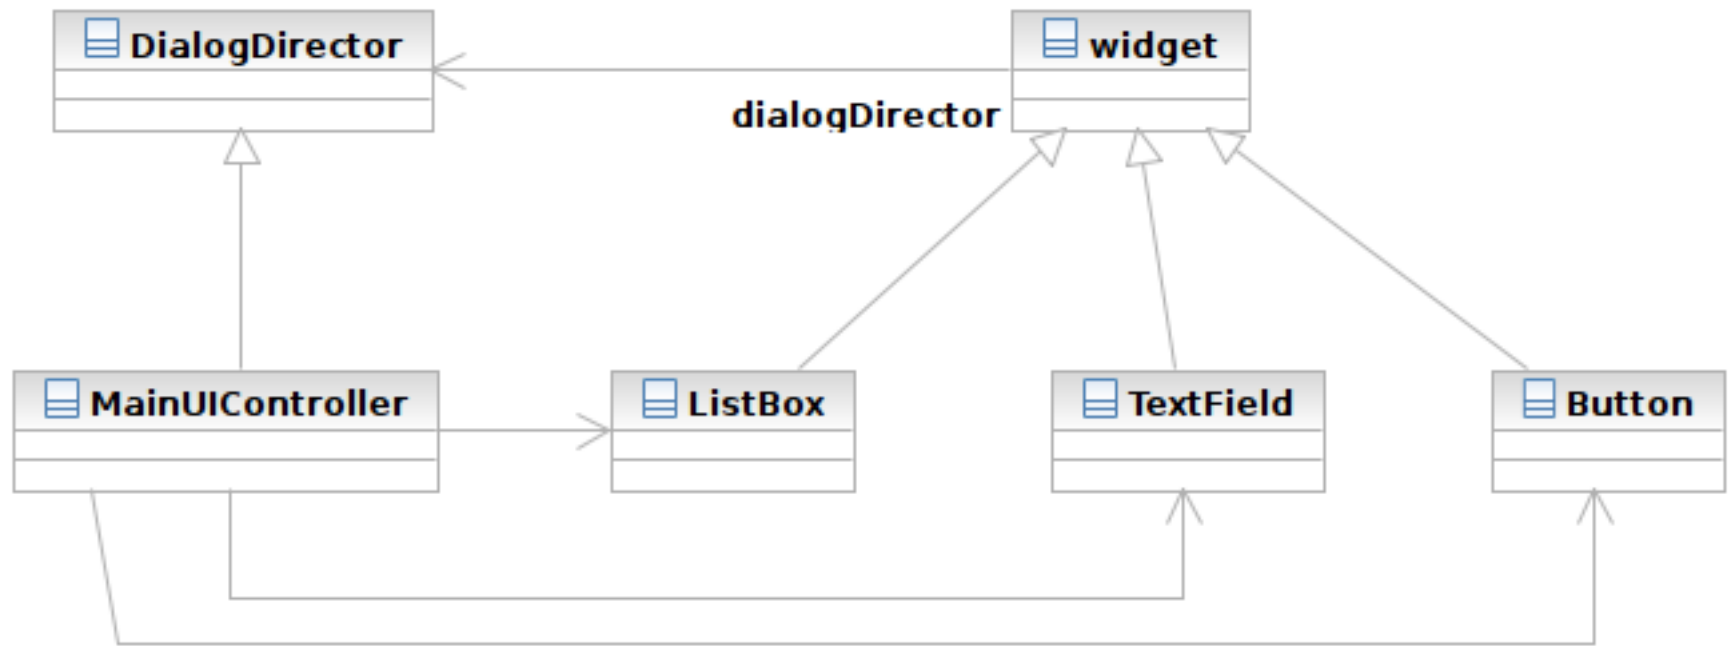 DialogDirector
widget
dialogDirector
MainUIController
ListBox
TextField
Button